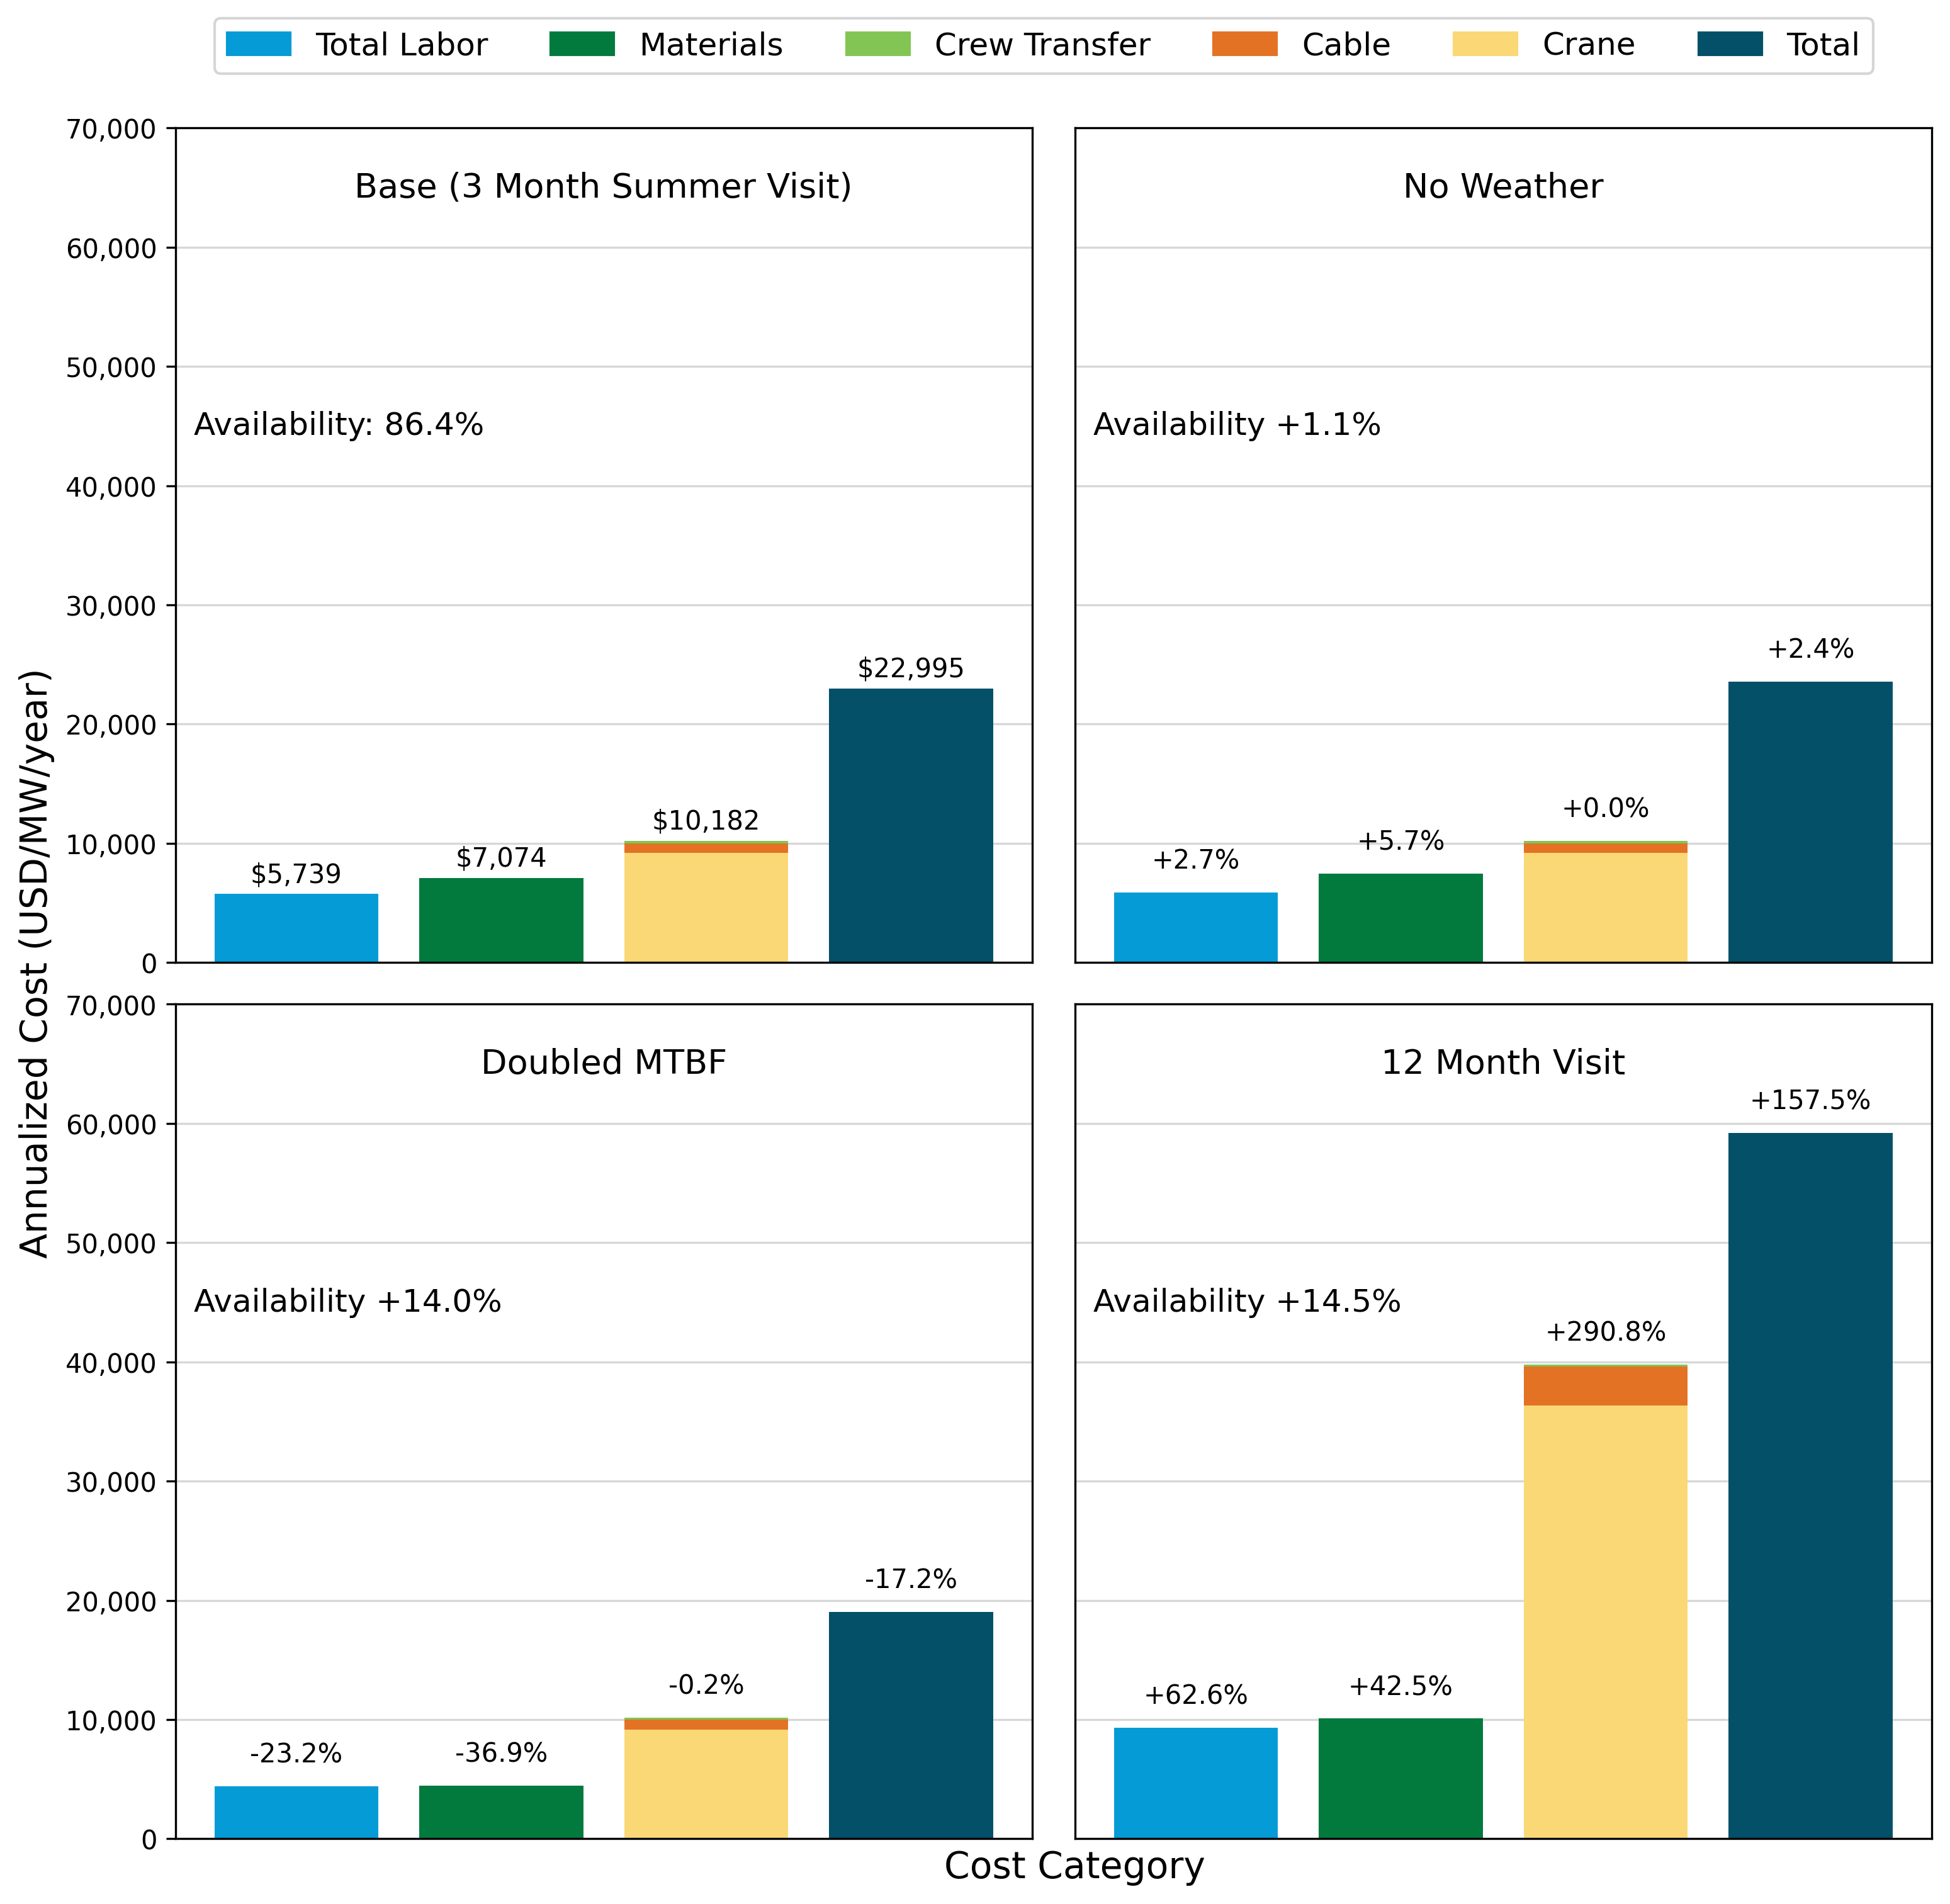 Total Labor Materials Crew Transfer Cable Crane Total
Annualized Cost (USD/MW/year)
Base (3 Month Summer Visit)
70,000
60,000
50,000
40,000
30,000
20,000
10,000
0
Availability: 86.4%
$5,739
$7,074
$10,182
$22,995
No Weather
Availability +1.1%
+2.7%
+5.7%
+0.0%
+2.4%
Doubled MTBF
70,000
60,000
50,000
40,000
30,000
20,000
10,000
0
Availability +14.0%
-23.2%
-36.9%
-0.2%
-17.2%
12 Month Visit
Availability +14.5%
+62.6%
+42.5%
+290.8%
+157.5%
Cost Category